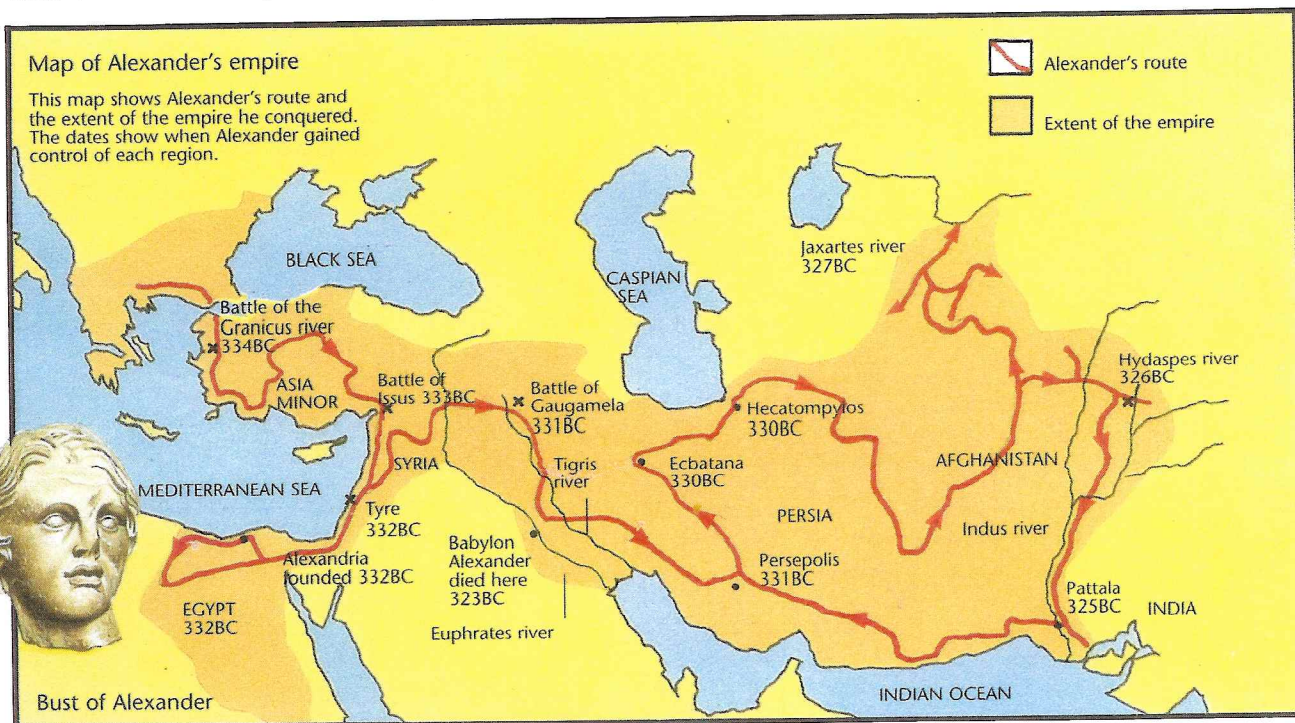 Map of Alexander's empire
This map shows Alexander's route and
the extent of the empire he conquered.
The dates show when Alexander gained
control of each region.
Alexander's route
Extent of the empire
BLACK SEA
CASPIAN
SEA
Jaxartes river
327BC
Battle of the
Granicus river
334BC
ASIA
MINOR
Battle of
Issus 333BC
Battle of
Gaugamela
331BC
Hecatompylos
330BC
Hydaspes river
326BC
SYRIA
Tigris
river
Ecbatana
330BC
AFGHANISTAN
MEDITERRANEAN SEA
Tyre
332BC
PERSIA
Indus river
Alexandria
founded 332BC
Babylon
Alexander
died here
323BC
Persepolis
331BC
Pattala
325BC
INDIA
EGYPT
332BC
Euphrates river
INDIAN OCEAN
Bust of Alexander